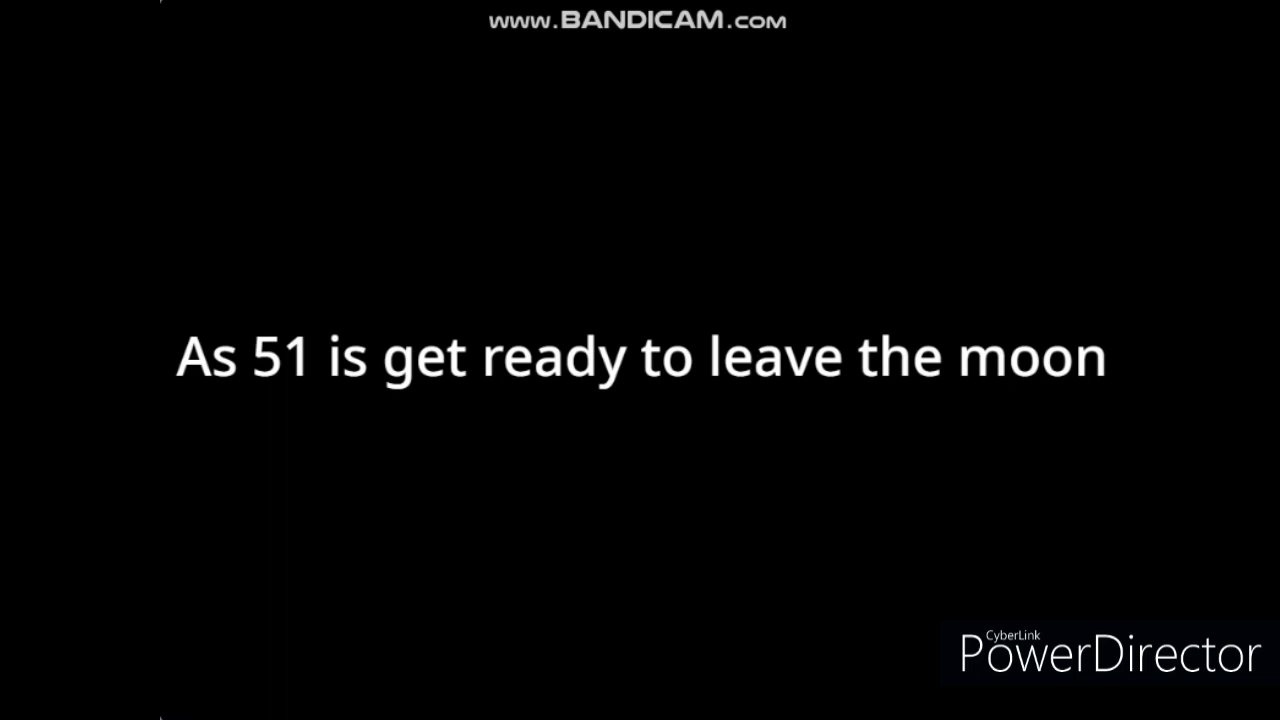 www.BANDICAM.com
As 51 is get ready to leave the moon
CyberLink
PowerDirector